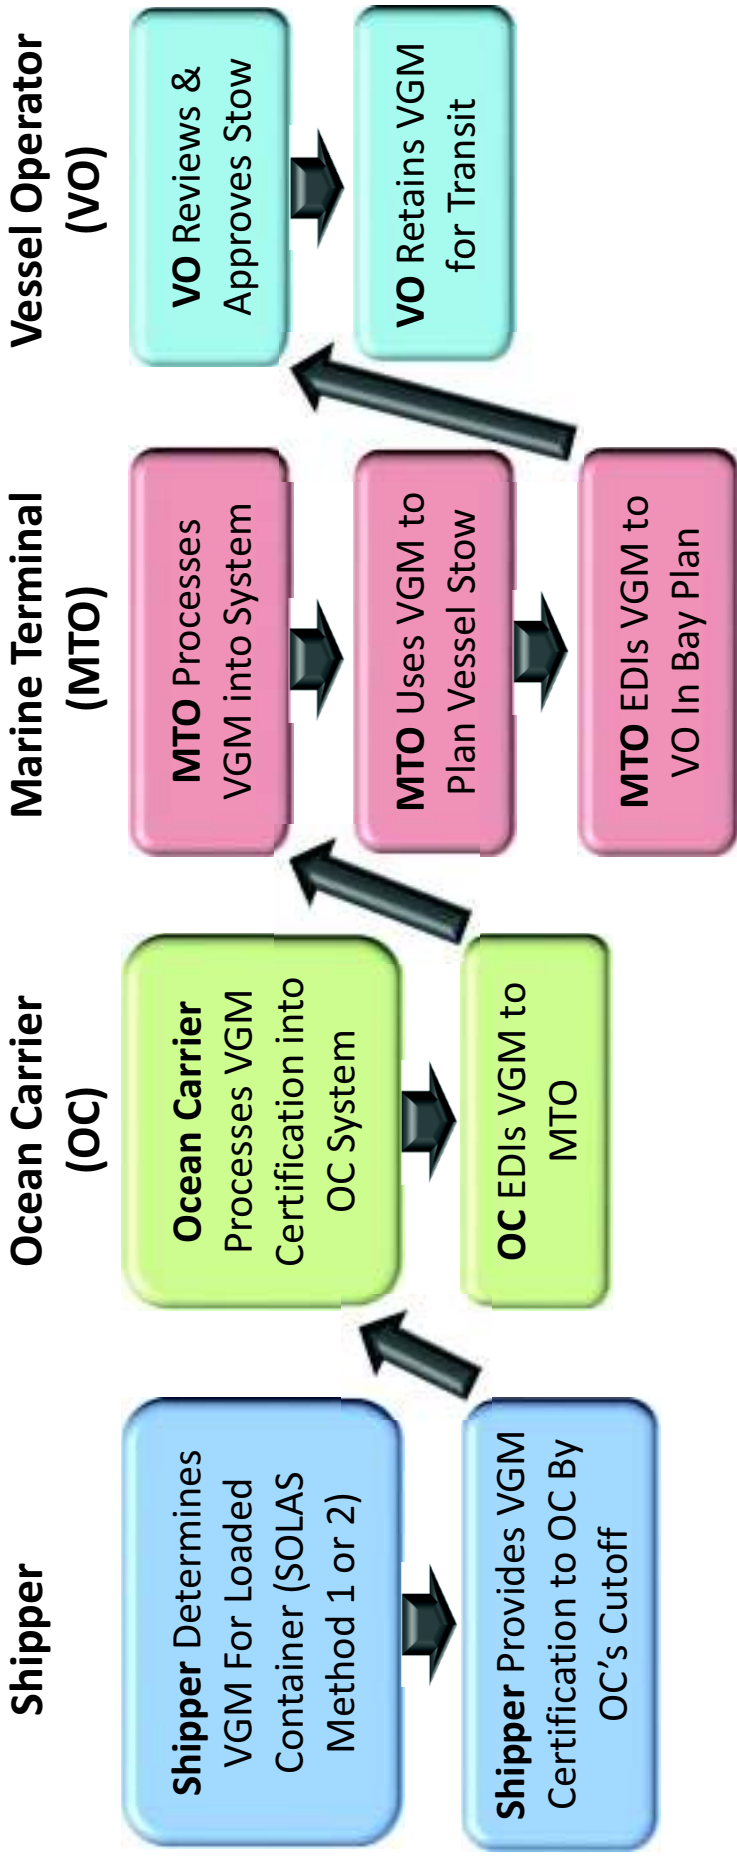 Shipper
Shipper Determines
VGM For Loaded
Container (SOLAS
Method 1 or 2)
Shipper Provides VGM
Certification to OC By
OC’s Cutoff
Ocean Carrier
(OC)
Ocean Carrier
Processes VGM
Certification into
OC System
OC EDIs VGM to
MTO
Marine Terminal
(MTO)
MTO Processes
VGM into System
MTO Uses VGM to
Plan Vessel Stow
MTO EDIs VGM to
VO In Bay Plan
Vessel Operator
(VO)
VO Reviews &
Approves Stow
VO Retains VGM
for Transit